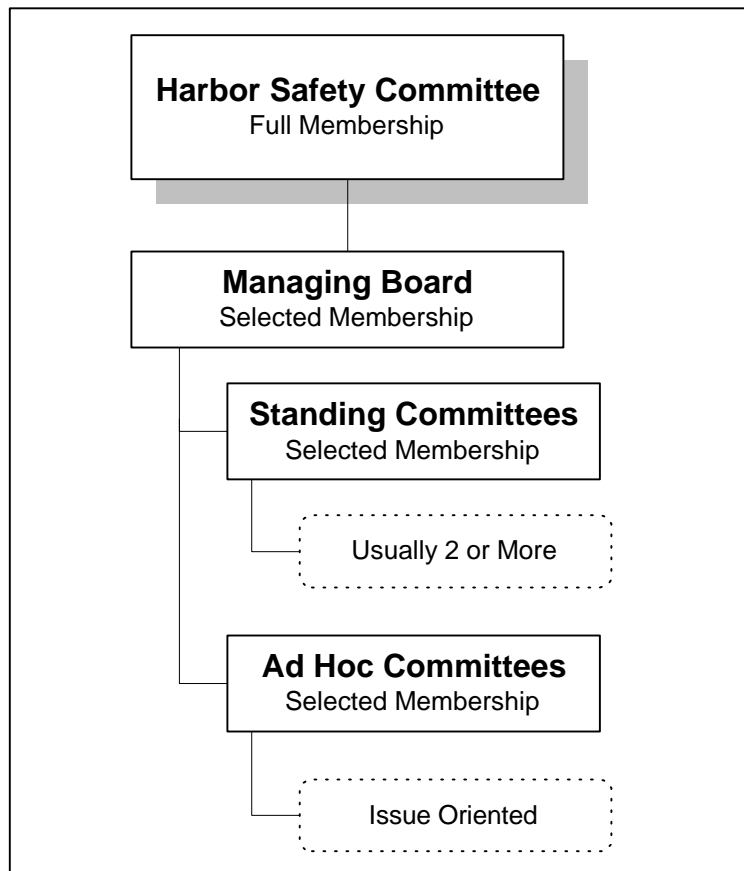 Harbor Safety Committee
Full Membership
Managing Board
Selected Membership
Standing Committees
Selected Membership
Usually 2 or More
Ad Hoc Committees
Selected Membership
Issue Oriented